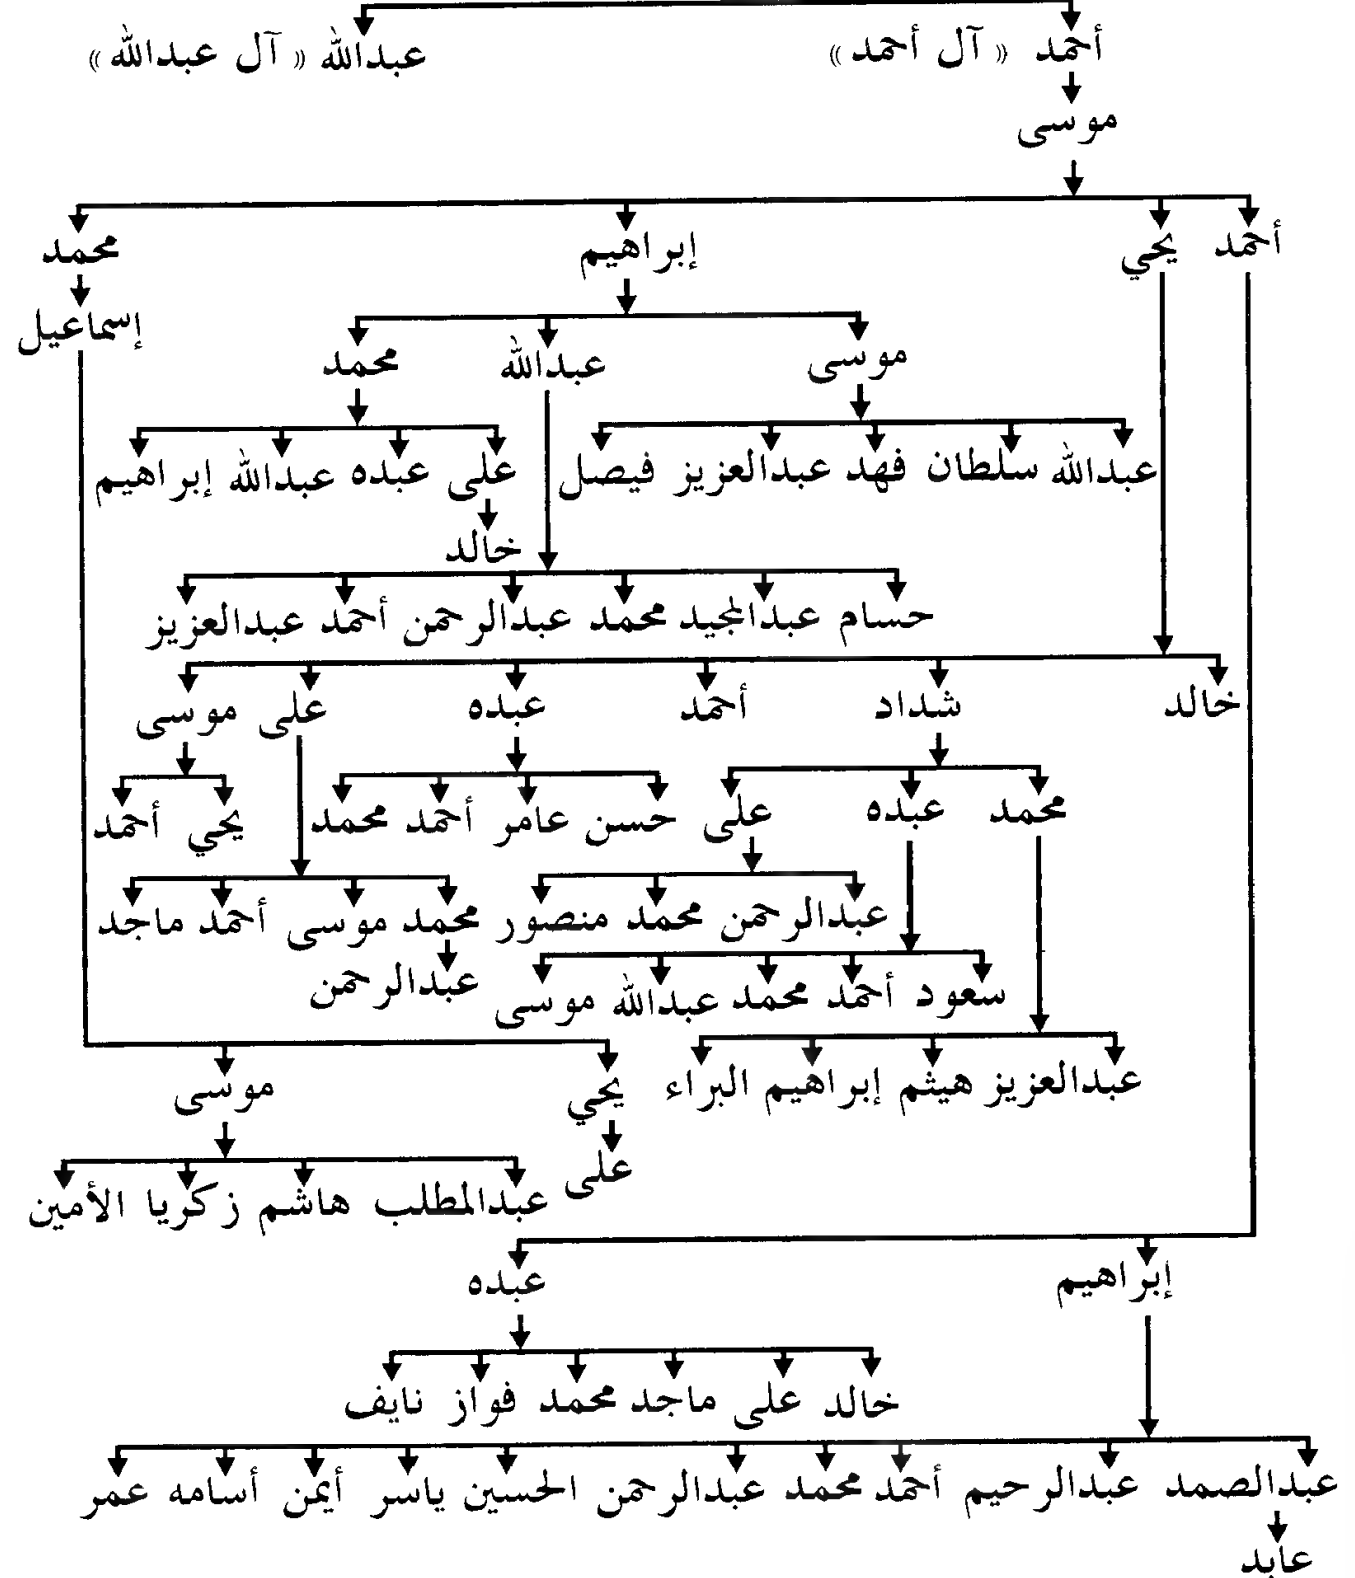 أحمد « آل أحمد » عبدالله « آل عبدالله »
موسى
أحمد يحي إبراهيم محمد
إسماعيل
موسى عبدالله محمد
عبدالله سلطان فهد عبدالعزيز فيصل على عبده عبدالله إبراهيم
خالد
حسام عبدالمجيد محمد عبدالرحمن أحمد عبدالعزيز
خالد شداد أحمد عبده على موسى
محمد عبده على حسن عامر أحمد محمد يحي أحمد
عبدالرحمن محمد منصور محمد موسى أحمد ماجد
سعود أحمد محمد عبدالله موسى عبدالرحمن
عبدالعزيز هيثم إبراهيم البراء يحي موسى
على
عبدالمطلب هاشم زكريا الأمين
إبراهيم عبده
خالد على ماجد محمد فواز نايف
عبدالصمد عبدالرحيم أحمد محمد عبدالرحمن الحسين ياسر أيمن أسامه عمر
عابد